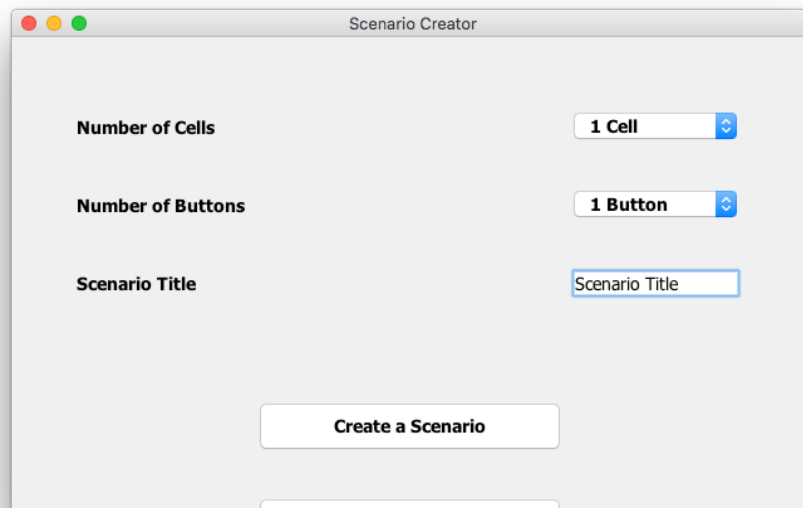 Scenario Creator
Number of Cells
1 Cell
Number of Buttons
1 Button
Scenario Title
Scenario Title
Create a Scenario